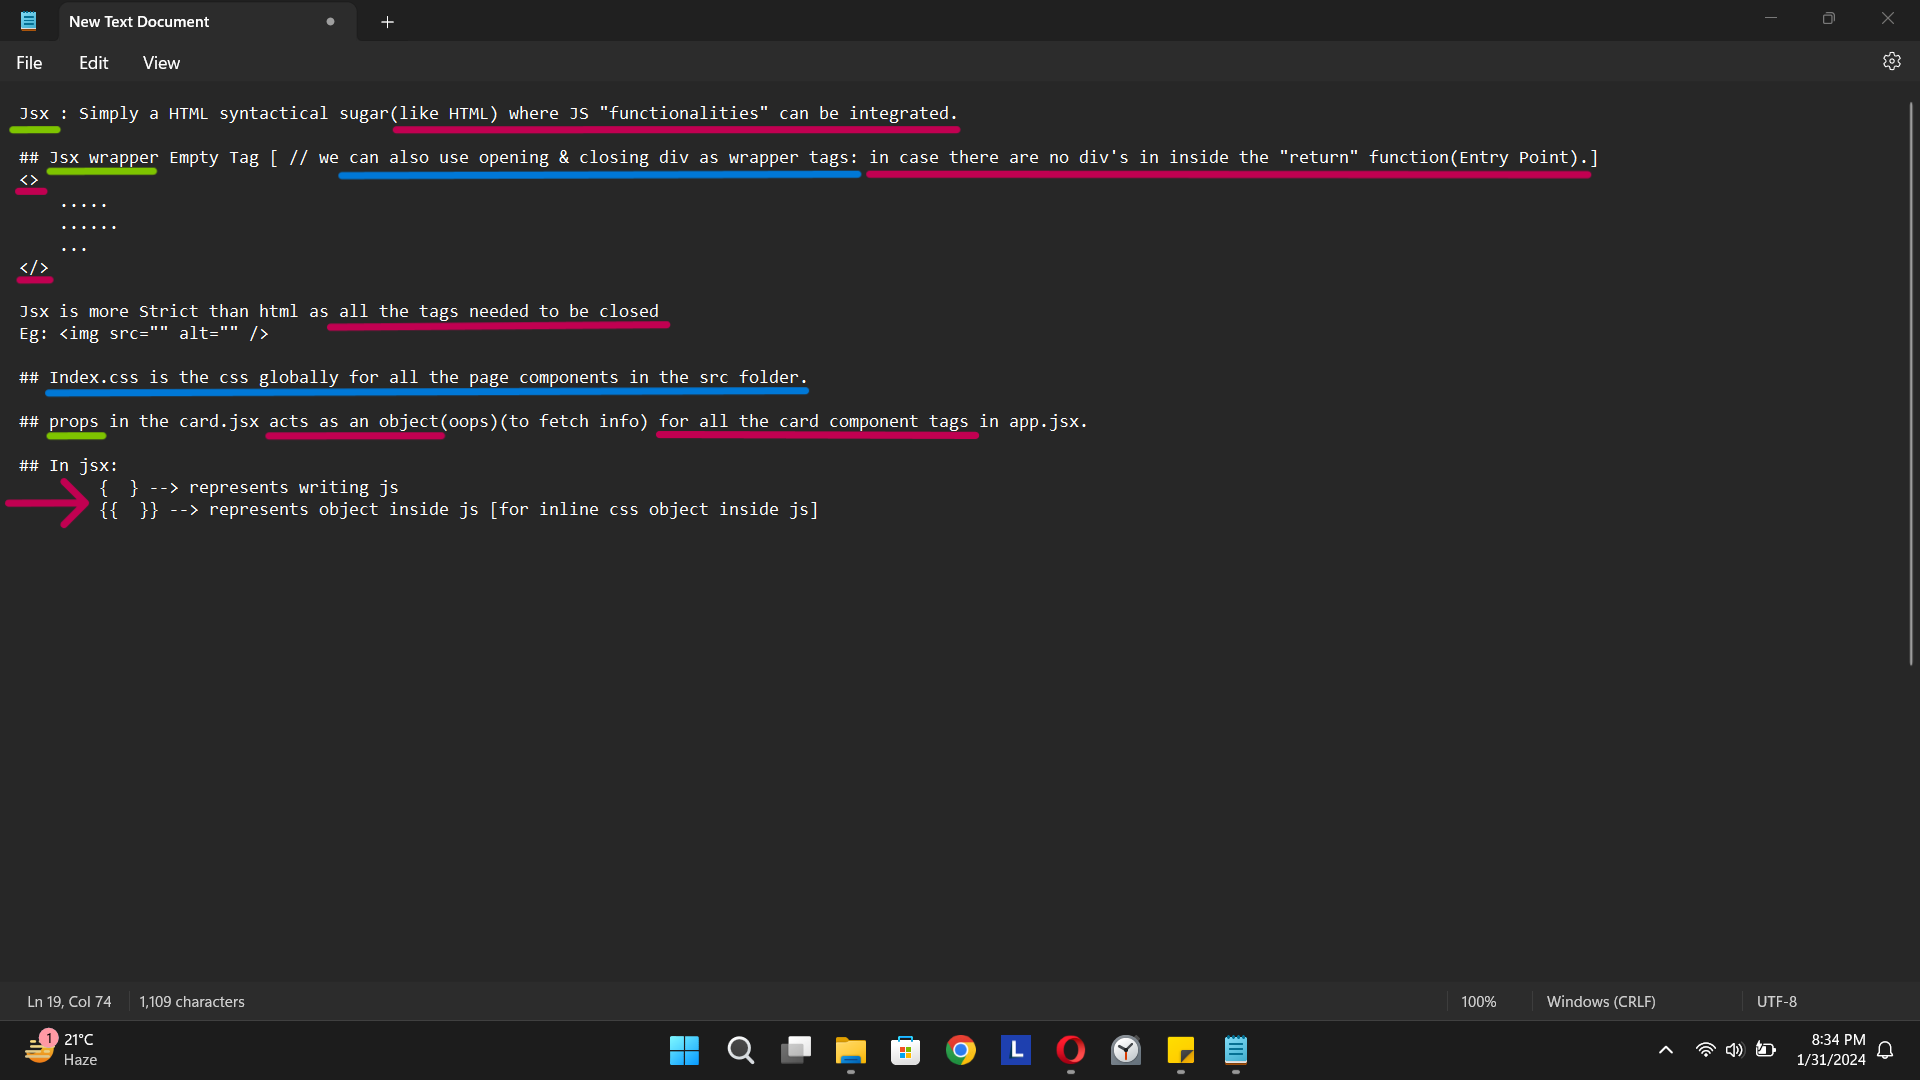 New Text Document
File Edit View
Jsx : Simply a HTML syntactical sugar(like HTML) where JS "functionalities" can be integrated.
## Jsx wrapper Empty Tag [ // we can also use opening & closing div as wrapper tags: in case there are no div's in inside the "return" function(Entry Point).]
<>
.....
......
...
</>
Jsx is more Strict than html as all the tags needed to be closed
Eg: <img src="" alt="" />
## Index.css is the css globally for all the page components in the src folder.
## props in the card.jsx acts as an object(oops)(to fetch info) for all the card component tags in app.jsx.
## In jsx:
{  } --> represents writing js
{{  }} --> represents object inside js [for inline css object inside js]
Ln 19, Col 74 1,109 characters 100% Windows (CRLF) UTF-8
1
21°C
Haze
L
8:34 PM
1/31/2024